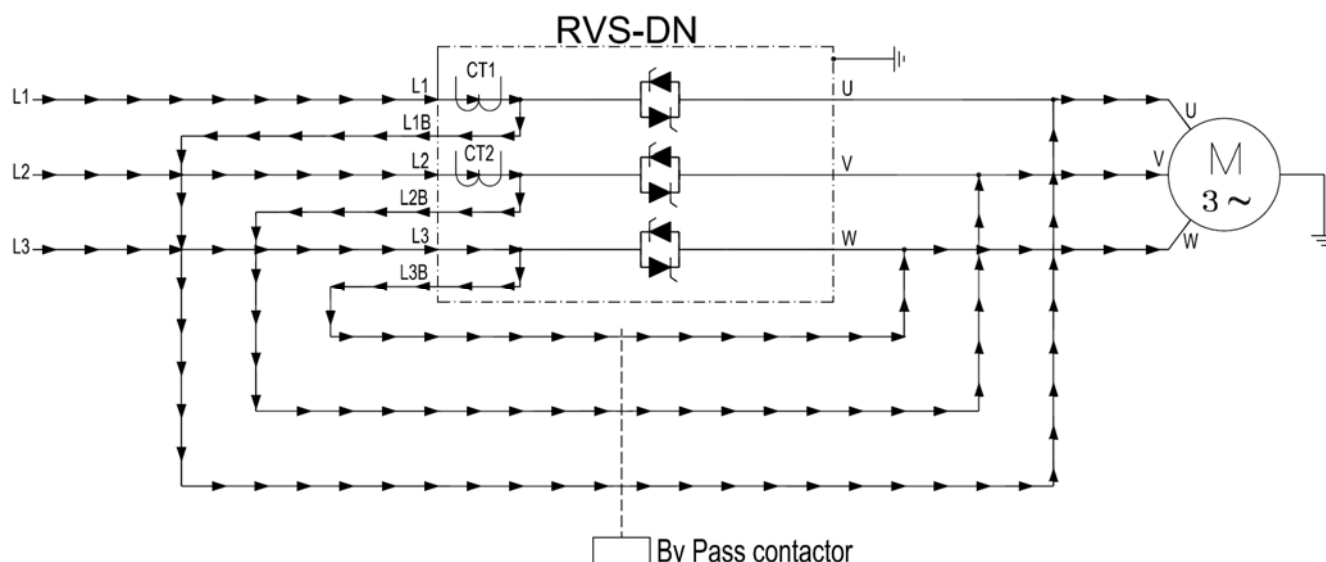 RVS-DN
CT1
L1
L1
U
U
L1B
CT2
L2
L2
V
V
M
3 ~
L2B
L3
L3
W
W
L3B
By Pass contactor